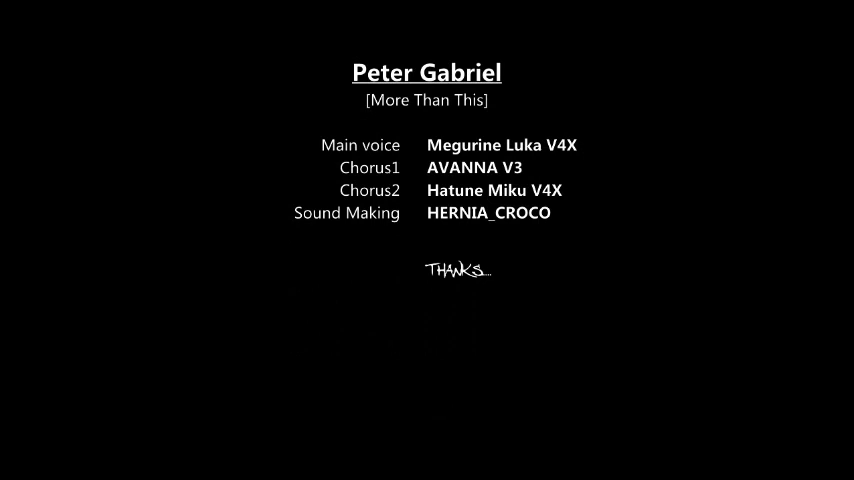 Peter Gabriel
[More Than This]
Main voice Megurine Luka V4X
Chorus1 AVANNA V3
Chorus2 Hatune Miku V4X
Sound Making HERNIA_CROCO
THANKS...